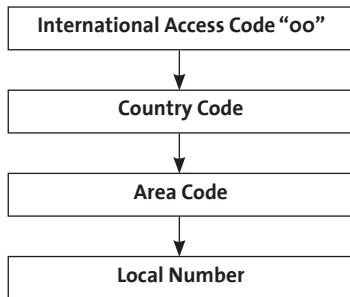 International Access Code “00”
Country Code
Area Code
Local Number